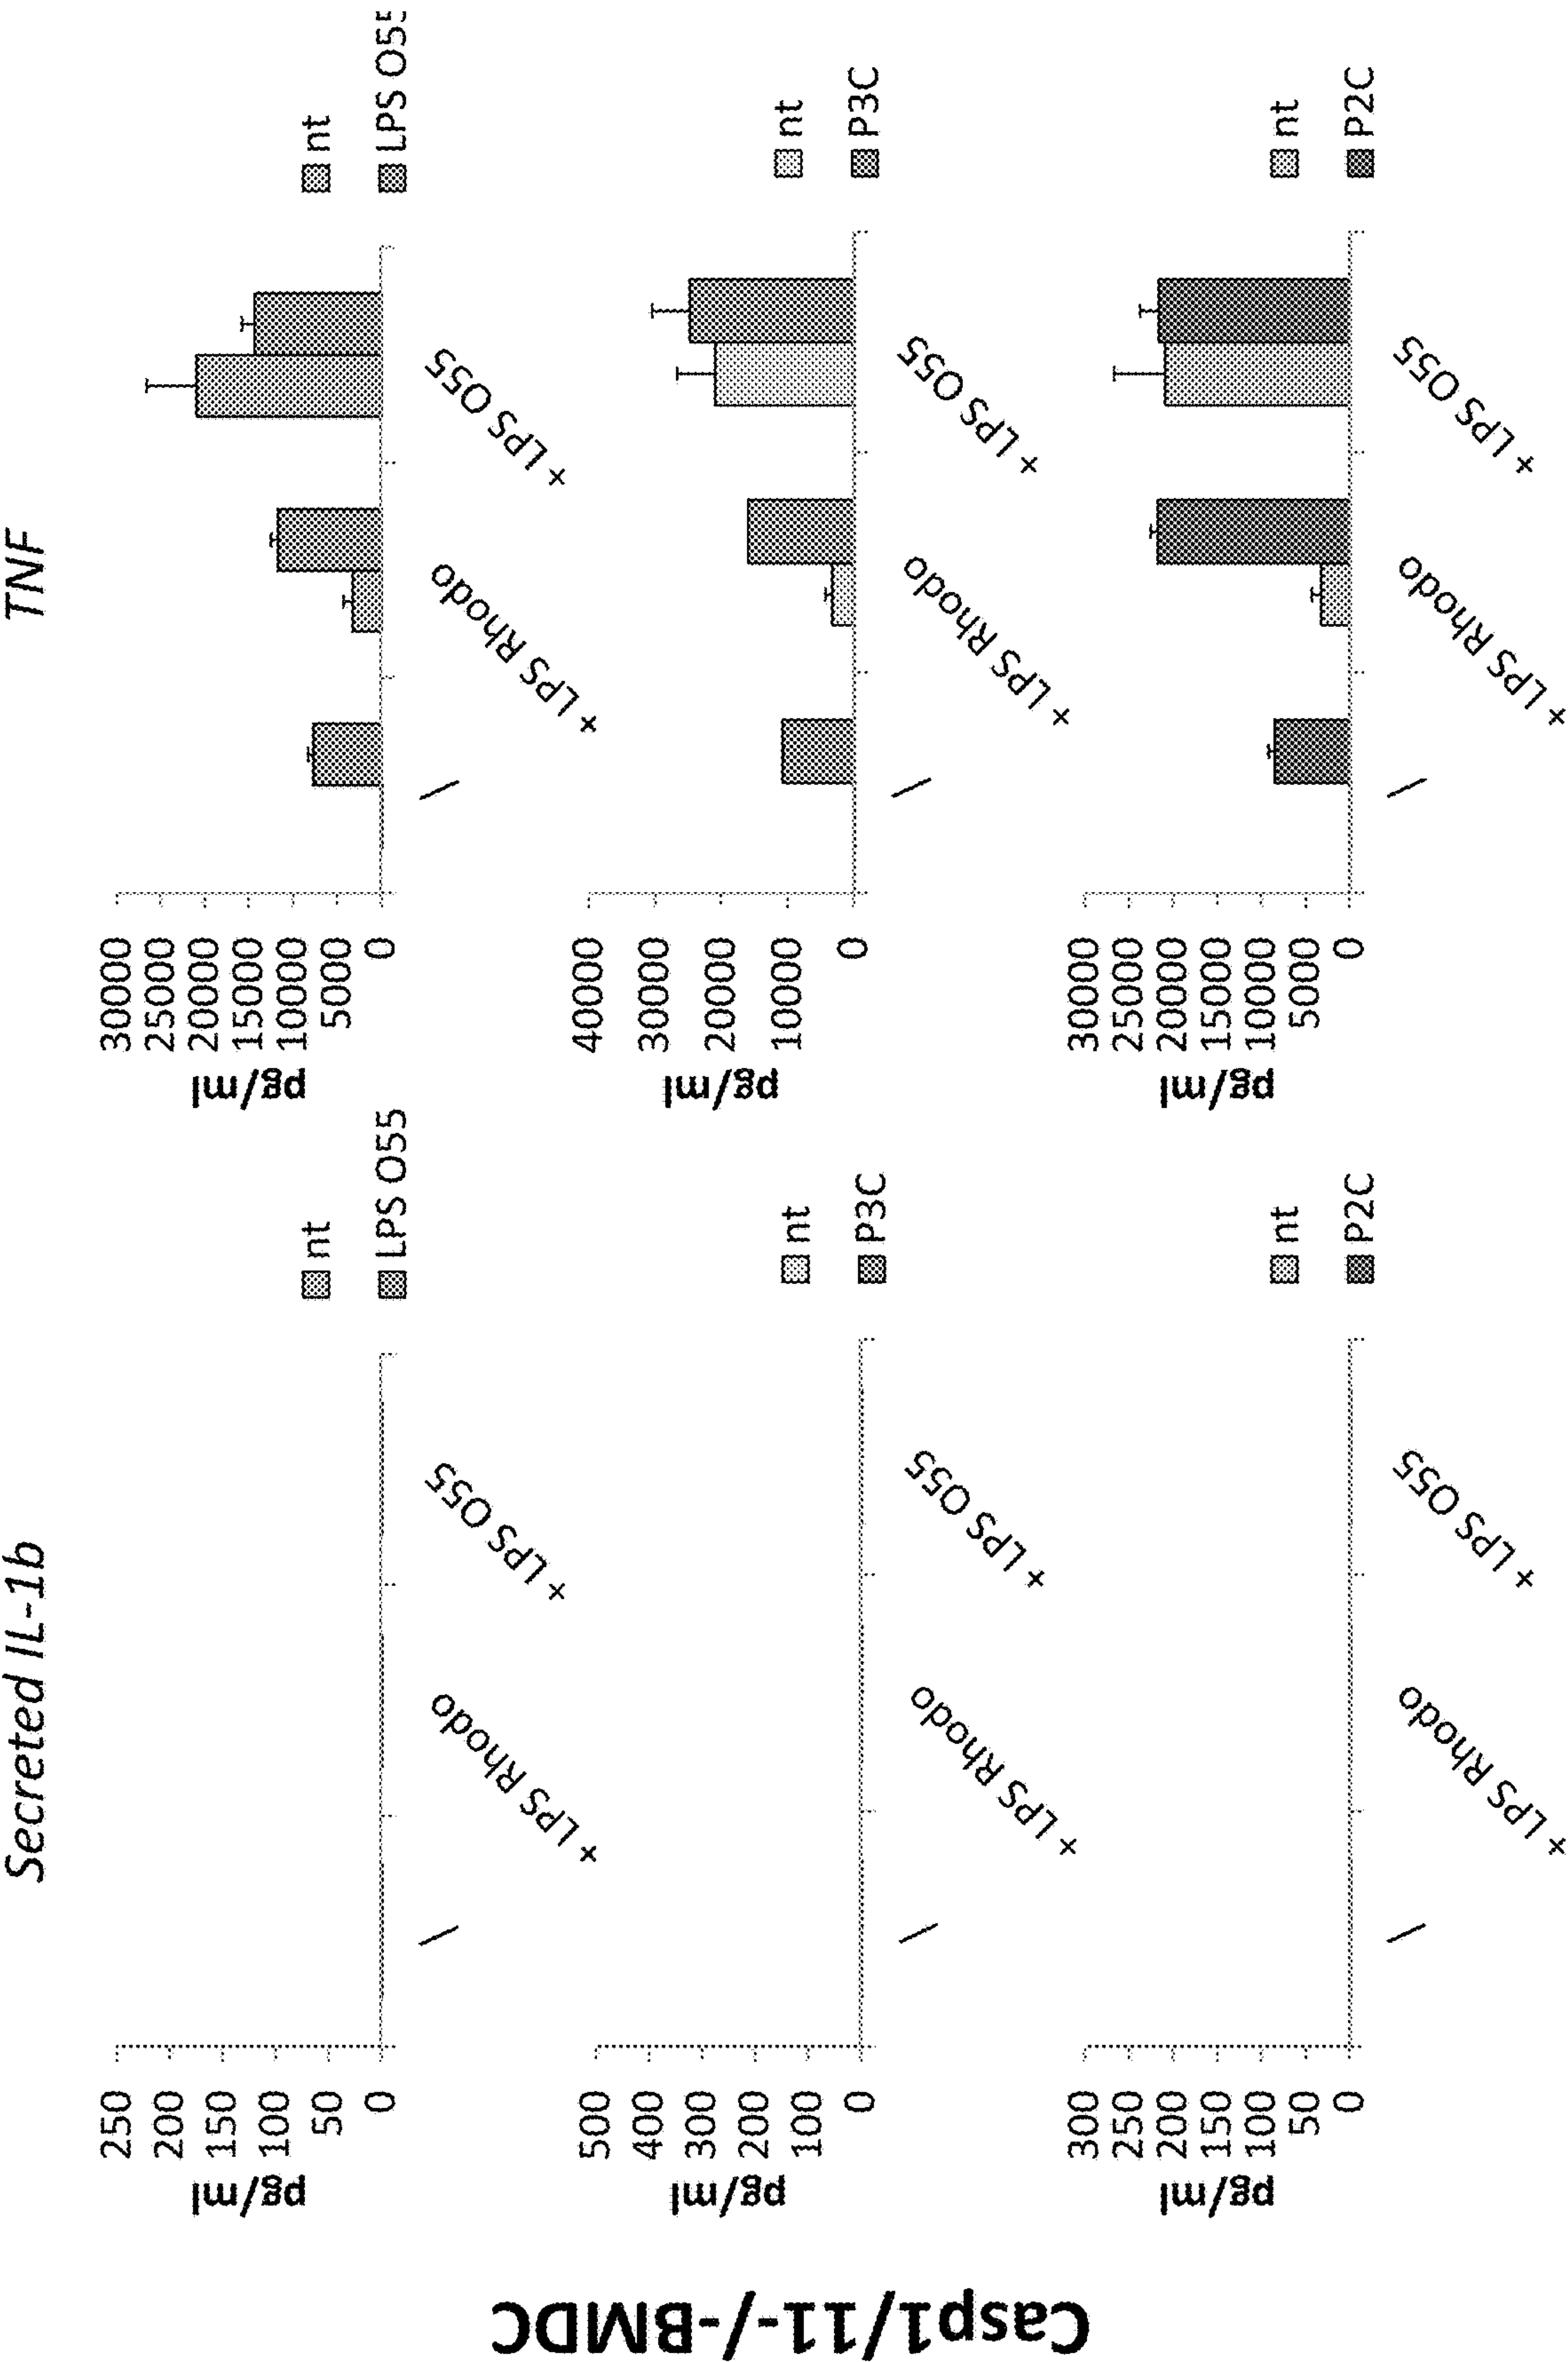 Casp1/11-/-BMDC
Secreted IL-1b
TNF
pg/ml
250
200
150
100
50
0
/
+ LPS Rhodo
+ LPS O55
nt
LPS O55
pg/ml
30000
25000
20000
15000
10000
5000
0
/
+ LPS Rhodo
+ LPS O55
nt
LPS O55
pg/ml
500
400
300
200
100
0
/
+ LPS Rhodo
+ LPS O55
nt
P3C
pg/ml
40000
30000
20000
10000
0
/
+ LPS Rhodo
+ LPS O55
nt
P3C
pg/ml
300
250
200
150
100
50
0
/
+ LPS Rhodo
+ LPS O55
nt
P2C
pg/ml
30000
25000
20000
15000
10000
5000
0
/
+ LPS Rhodo
+ LPS O55
nt
P2C